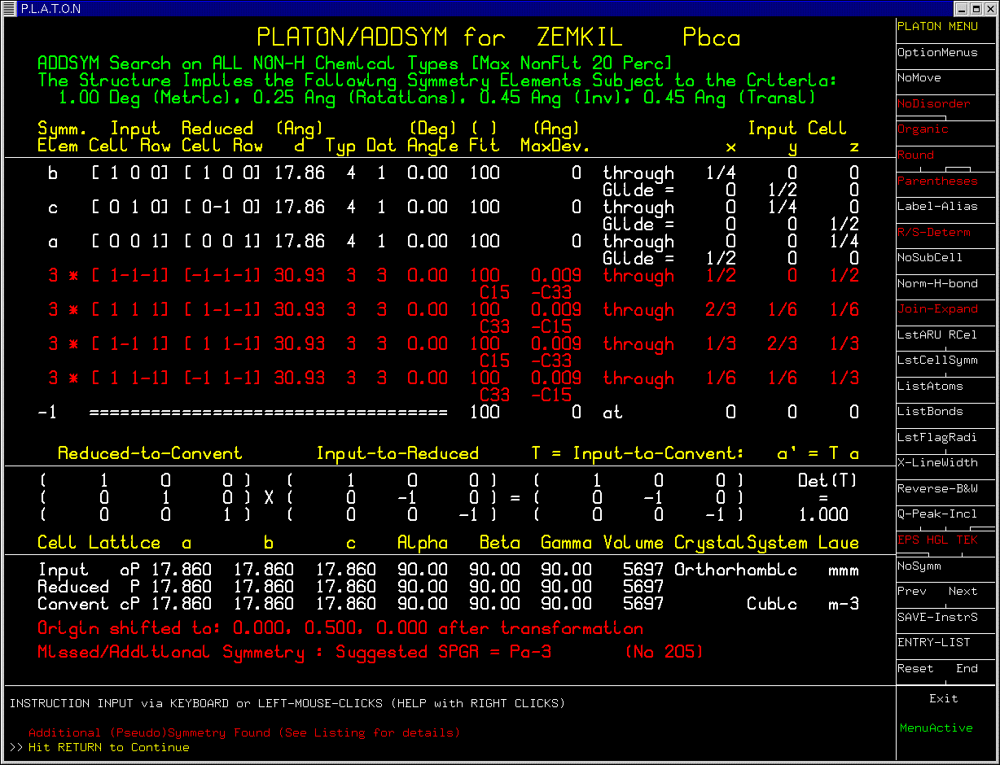 P.L.A.T.O.N
PLATON/ADDSYM for ZEMKIL Pbca
ADDSYM Search on ALL NON-H Chemical Types [Max NonFit 20 Perc]
The Structure Implies the Following Symmetry Elements Subject to the Criteria:
1.00 Deg (Metric), 0.25 Ang (Rotations), 0.45 Ang (Inv), 0.45 Ang (Transl)
Symm. Input Reduced (Ang) (Deg) ( ) (Ang) Input Cell
Elem Cell Row Cell Row d Typ Dot Angle Fit MaxDev. x y z
b [ 1 0 0] [ 1 0 0] 17.86 4 1 0.00 100 0 through 1/4 0 0
Glide = 0 1/2 0
c [ 0 1 0] [ 0-1 0] 17.86 4 1 0.00 100 0 through 0 1/4 0
Glide = 0 0 1/2
a [ 0 0 1] [ 0 0 1] 17.86 4 1 0.00 100 0 through 0 0 1/4
Glide = 1/2 0 0
3 * [ 1-1-1] [-1-1-1] 30.93 3 3 0.00 100 0.009 through 1/2 0 1/2
C15 -C33
3 * [ 1 1 1] [ 1-1-1] 30.93 3 3 0.00 100 0.009 through 2/3 1/6 1/6
C33 -C15
3 * [ 1-1 1] [ 1 1-1] 30.93 3 3 0.00 100 0.009 through 1/3 2/3 1/3
C15 -C33
3 * [ 1 1-1] [-1 1-1] 30.93 3 3 0.00 100 0.009 through 1/6 1/6 1/3
C33 -C15
-1 =================================== 100 0 at 0 0 0
Reduced-to-Convent Input-to-Reduced T = Input-to-Convent: a' = T a
( 1 0 0 ) ( 1 0 0 ) ( 1 0 0 ) Det(T)
( 0 1 0 ) X ( 0 -1 0 ) = ( 0 -1 0 ) =
( 0 0 1 ) ( 0 0 -1 ) ( 0 0 -1 ) 1.000
Cell Lattice a b c Alpha Beta Gamma Volume CrystalSystem Laue
Input oP 17.860 17.860 17.860 90.00 90.00 90.00 5697 Orthorhombic mmm
Reduced P 17.860 17.860 17.860 90.00 90.00 90.00 5697
Convent cP 17.860 17.860 17.860 90.00 90.00 90.00 5697 Cubic m-3
Origin shifted to: 0.000, 0.500, 0.000 after transformation
Missed/Additional Symmetry : Suggested SPGR = Pa-3 (No 205)
INSTRUCTION INPUT via KEYBOARD or LEFT-MOUSE-CLICKS (HELP with RIGHT CLICKS)
Additional (Pseudo)Symmetry Found (See Listing for details)
>> Hit RETURN to Continue
PLATON MENU
OptionMenus
NoMove
NoDisorder
Organic
Round
Parentheses
Label-Alias
R/S-Determ
NoSubCell
Norm-H-bond
Join-Expand
LstARU RCel
LstCellSymm
ListAtoms
ListBonds
LstFlagRadi
X-LineWidth
Reverse-B&W
Q-Peak-Incl
EPS HGL TEK
NoSymm
Prev Next
SAVE-InstrS
ENTRY-LIST
Reset End
Exit
MenuActive